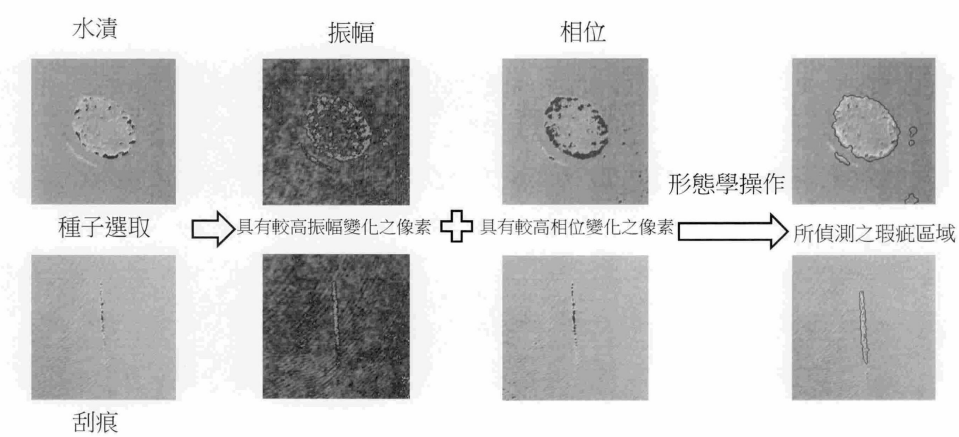 水漬
振幅
相位
形態學操作
種子選取
具有較高振幅變化之像素
具有較高相位變化之像素
所偵測之瑕疵區域
刮痕